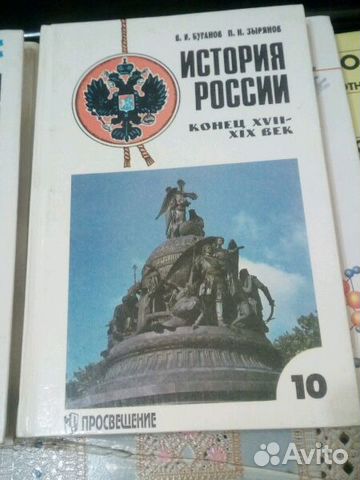 В. И. БУГАНОВ П. Н. ЗЫРЯНОВ
ИСТОРИЯ
РОССИИ
КОНЕЦ XVII-
XIX ВЕК
10
ПРОСВЕЩЕНИЕ
Avito